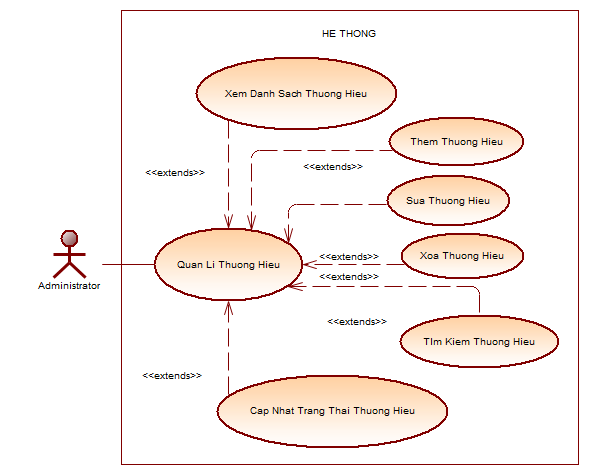 HE THONG
Xem Danh Sach Thuong Hieu
Them Thuong Hieu
<<extends>>
<<extends>>
Sua Thuong Hieu
Quan Li Thuong Hieu
<<extends>>
Xoa Thuong Hieu
<<extends>>
Administrator
<<extends>>
TIm Kiem Thuong Hieu
<<extends>>
Cap Nhat Trang Thai Thuong Hieu